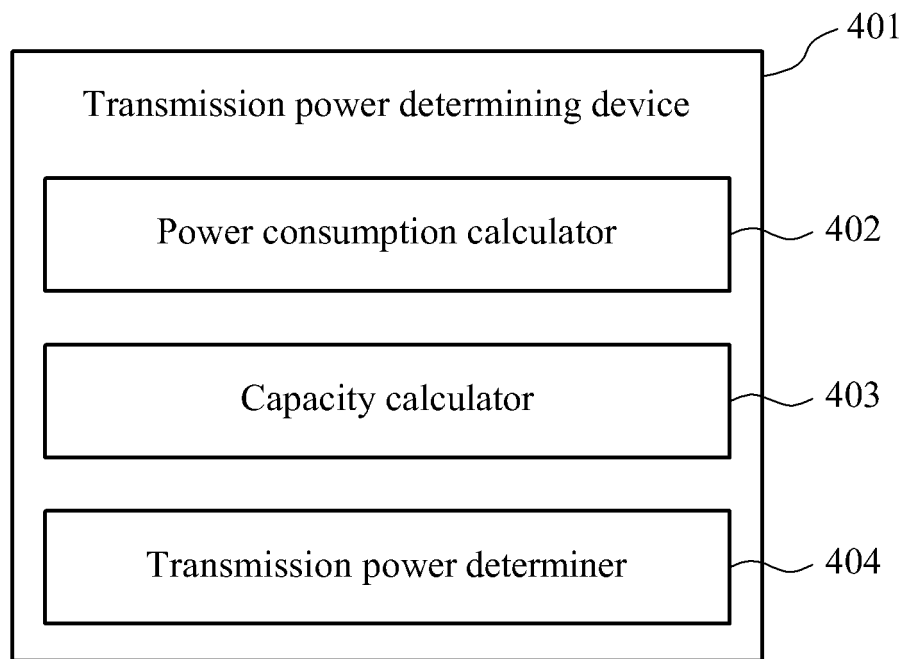 401
Transmission power determining device
Power consumption calculator
402
Capacity calculator
403
Transmission power determiner
404